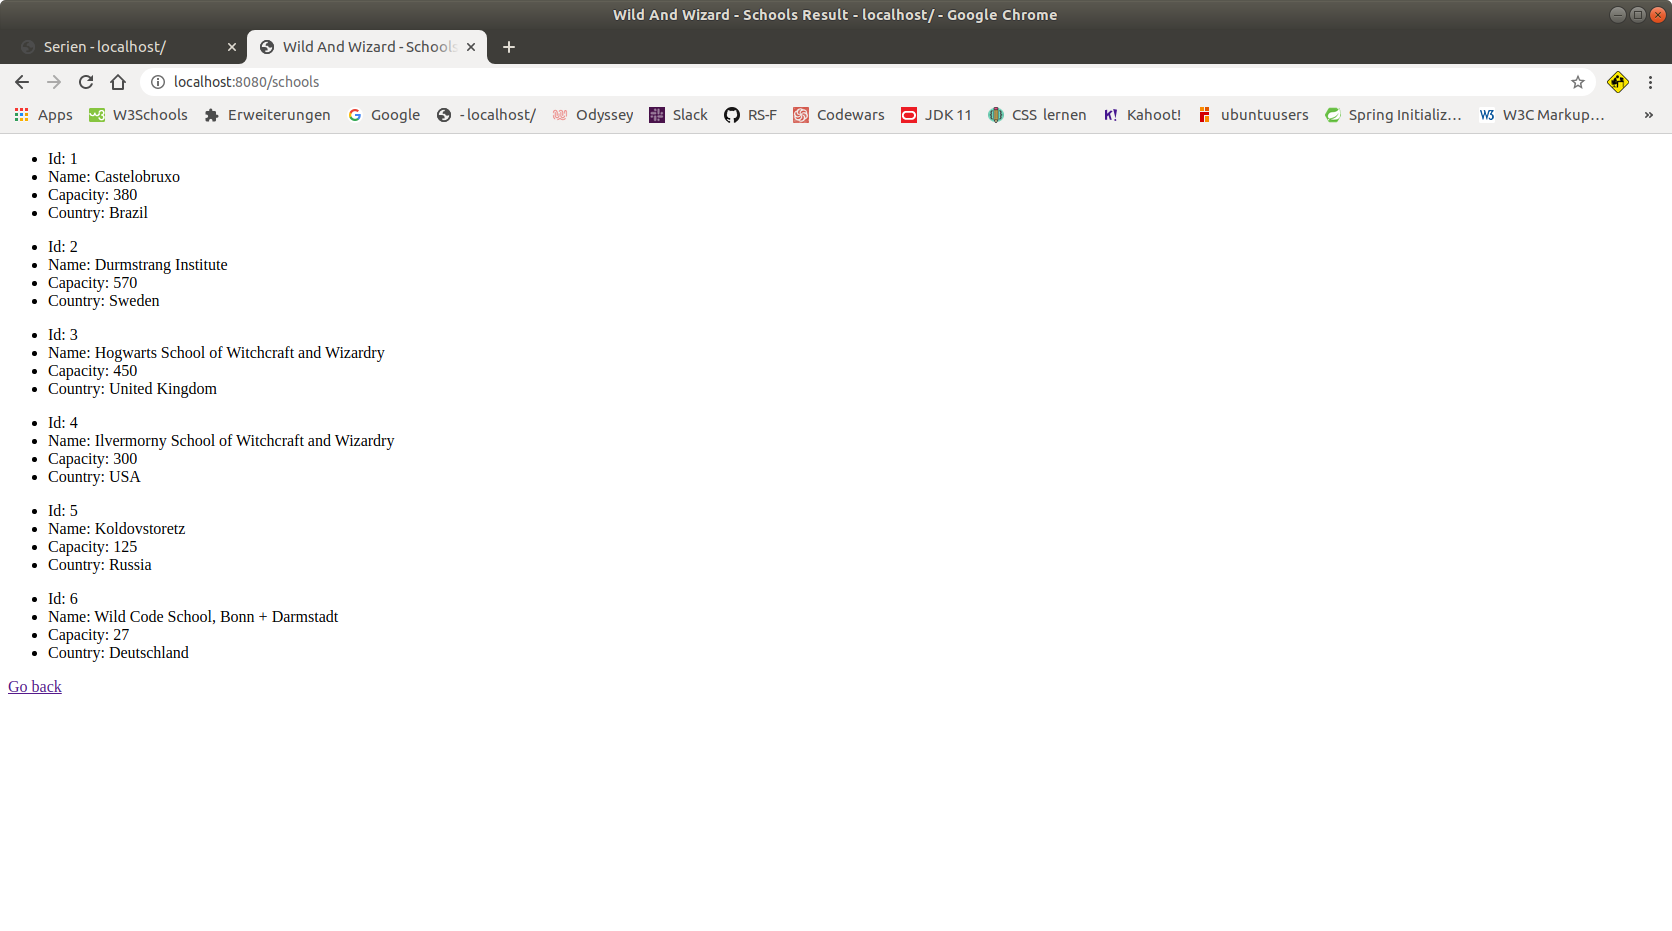 Wild And Wizard - Schools Result - localhost/ - Google Chrome
Serien - localhost/
Wild And Wizard - Schools
localhost:8080/schools
Apps W3Schools Erweiterungen Google - localhost/ Odyssey Slack RS-F Codewars JDK 11 CSS lernen K! Kahoot! ubuntuusers Spring Initializ… W3 W3C Markup… »
Id: 1
Name: Castelobruxo
Capacity: 380
Country: Brazil
Id: 2
Name: Durmstrang Institute
Capacity: 570
Country: Sweden
Id: 3
Name: Hogwarts School of Witchcraft and Wizardry
Capacity: 450
Country: United Kingdom
Id: 4
Name: Ilvermorny School of Witchcraft and Wizardry
Capacity: 300
Country: USA
Id: 5
Name: Koldovstoretz
Capacity: 125
Country: Russia
Id: 6
Name: Wild Code School, Bonn + Darmstadt
Capacity: 27
Country: Deutschland
Go back